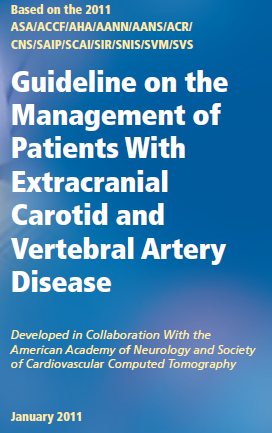 Based on the 2011
ASA/ACCF/AHA/AANN/AANS/ACR/
CNS/SAIP/SCAI/SIR/SNIS/SVM/SVS
Guideline on the
Management of
Patients With
Extracranial
Carotid and
Vertebral Artery
Disease
Developed in Collaboration With the
American Academy of Neurology and Society
of Cardiovascular Computed Tomography
January 2011